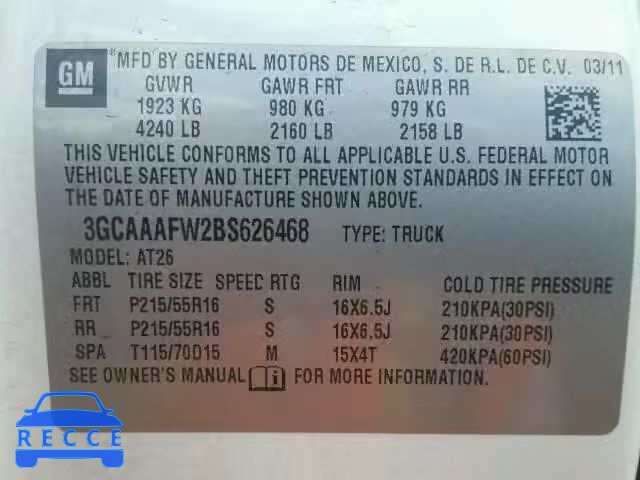 GM
®MFD BY GENERAL MOTORS DE MEXICO, S. DE R.L. DE C.V. 03/11
GVWR GAWR FRT GAWR RR
1923 KG 980 KG 979 KG
4240 LB 2160 LB 2158 LB
THIS VEHICLE CONFORMS TO ALL APPLICABLE U.S. FEDERAL MOTOR
VEHICLE SAFETY AND THEFT PREVENTION STANDARDS IN EFFECT ON
THE DATE OF MANUFACTURE SHOWN ABOVE.
3GCAAAFW2BS626468 TYPE: TRUCK
MODEL: AT26
ABBL TIRE SIZE SPEED RTG RIM COLD TIRE PRESSURE
FRT P215/55R16 S 16X6.5J 210KPA(30PSI)
RR P215/55R16 S 16X6.5J 210KPA(30PSI)
SPA T115/70D15 M 15X4T 420KPA(60PSI)
SEE OWNER'S MANUAL FOR MORE INFORMATION.
RECCE